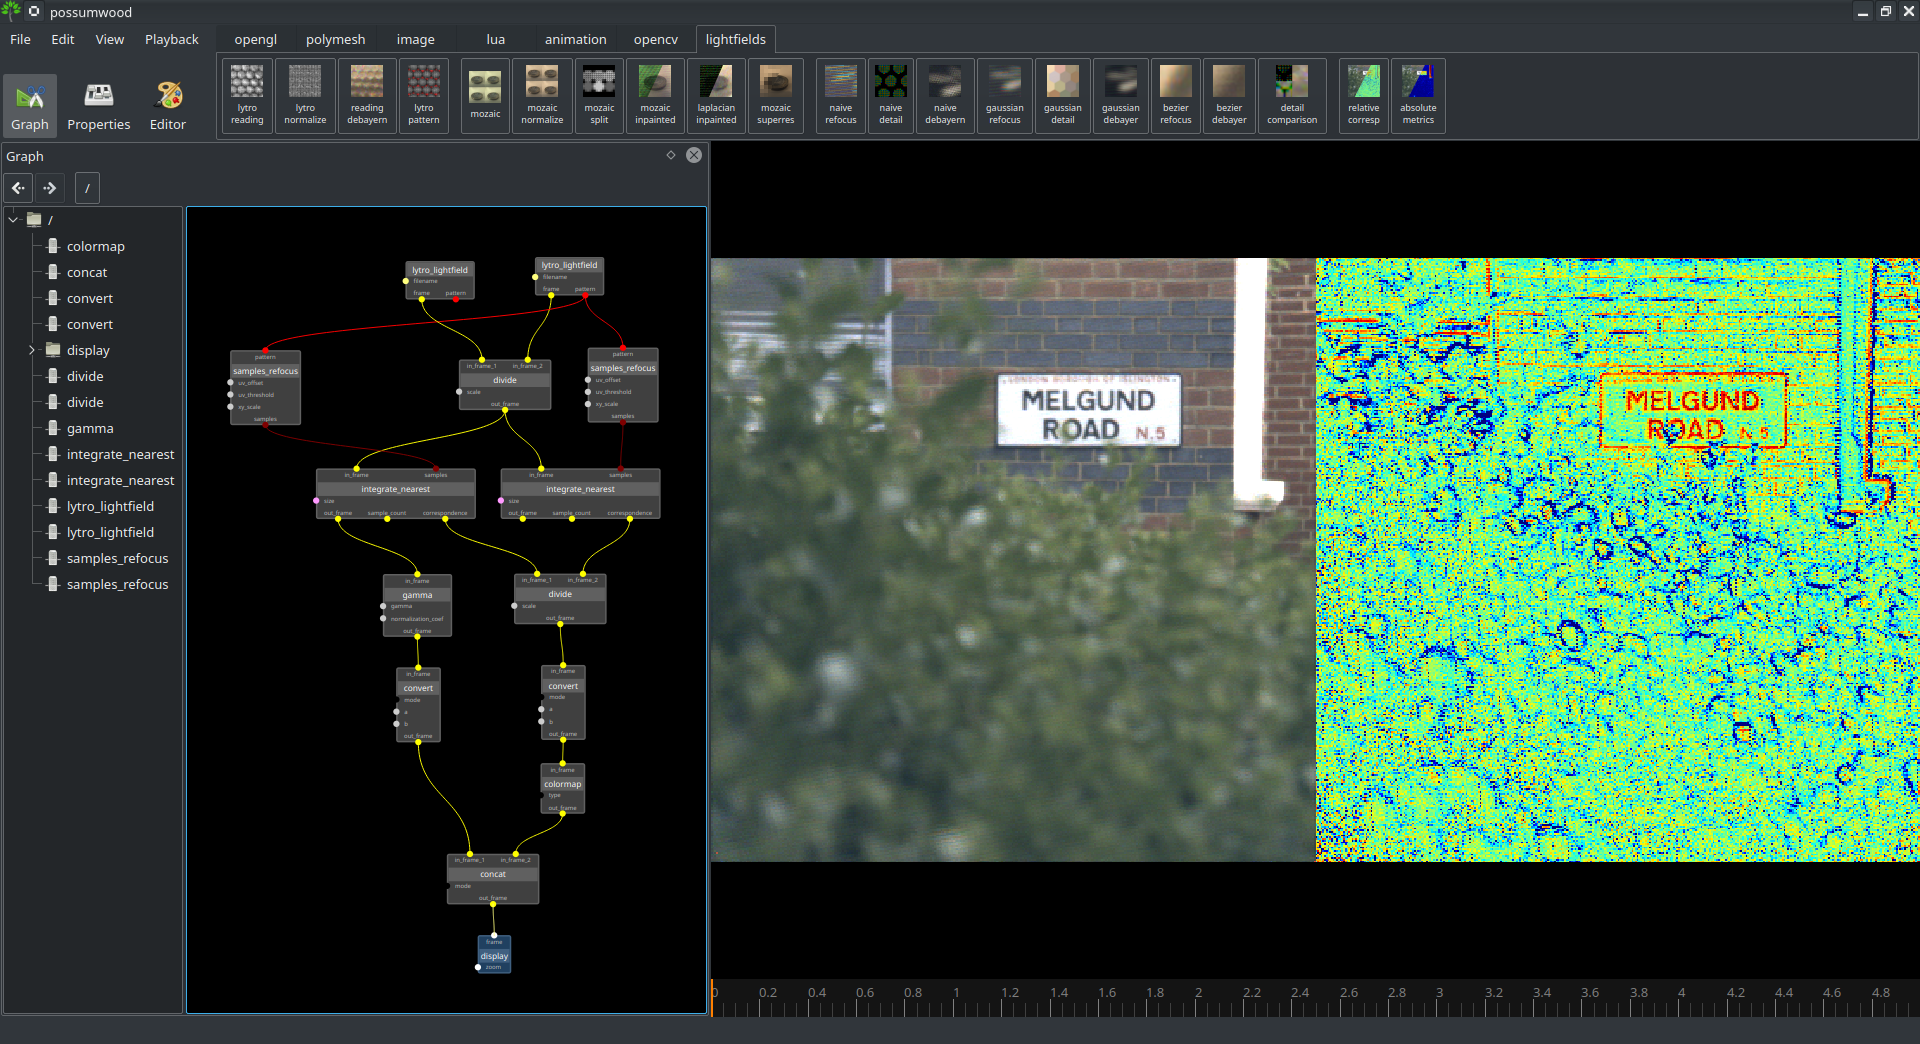 possumwood
File Edit View Playback
opengl polymesh image lua animation opencv lightfields
Graph Properties Editor
lytro reading
lytro normalize
reading debayern
lytro pattern
mozaic
mozaic normalize
mozaic split
mozaic inpainted
laplacian inpainted
mozaic superres
naive refocus
naive detail
naive debayern
gaussian refocus
gaussian detail
gaussian debayer
bezier refocus
bezier debayer
detail comparison
relative corresp
absolute metrics
Graph
/
/
colormap
concat
convert
convert
display
divide
divide
gamma
integrate_nearest
integrate_nearest
lytro_lightfield
lytro_lightfield
samples_refocus
samples_refocus
lytro_lightfield
filename
frame pattern
lytro_lightfield
filename
frame pattern
pattern
samples_refocus
uv_offset
uv_threshold
xy_scale
samples
in_frame_1 in_frame_2
divide
scale
out_frame
pattern
samples_refocus
uv_offset
uv_threshold
xy_scale
samples
in_frame samples
integrate_nearest
size
out_frame sample_count correspondence
in_frame samples
integrate_nearest
size
out_frame sample_count correspondence
in_frame
gamma
gamma
normalization_coef
out_frame
in_frame_1 in_frame_2
divide
scale
out_frame
in_frame
convert
mode
a
b
out_frame
in_frame
convert
mode
a
b
out_frame
in_frame
colormap
type
out_frame
in_frame_1 in_frame_2
concat
mode
out_frame
frame
display
zoom
LONDON BOROUGH OF ISLINGTON
MELGUND
ROAD N.5
MELGUND
ROAD N.5
0 0.2 0.4 0.6 0.8 1 1.2 1.4 1.6 1.8 2 2.2 2.4 2.6 2.8 3 3.2 3.4 3.6 3.8 4 4.2 4.4 4.6 4.8